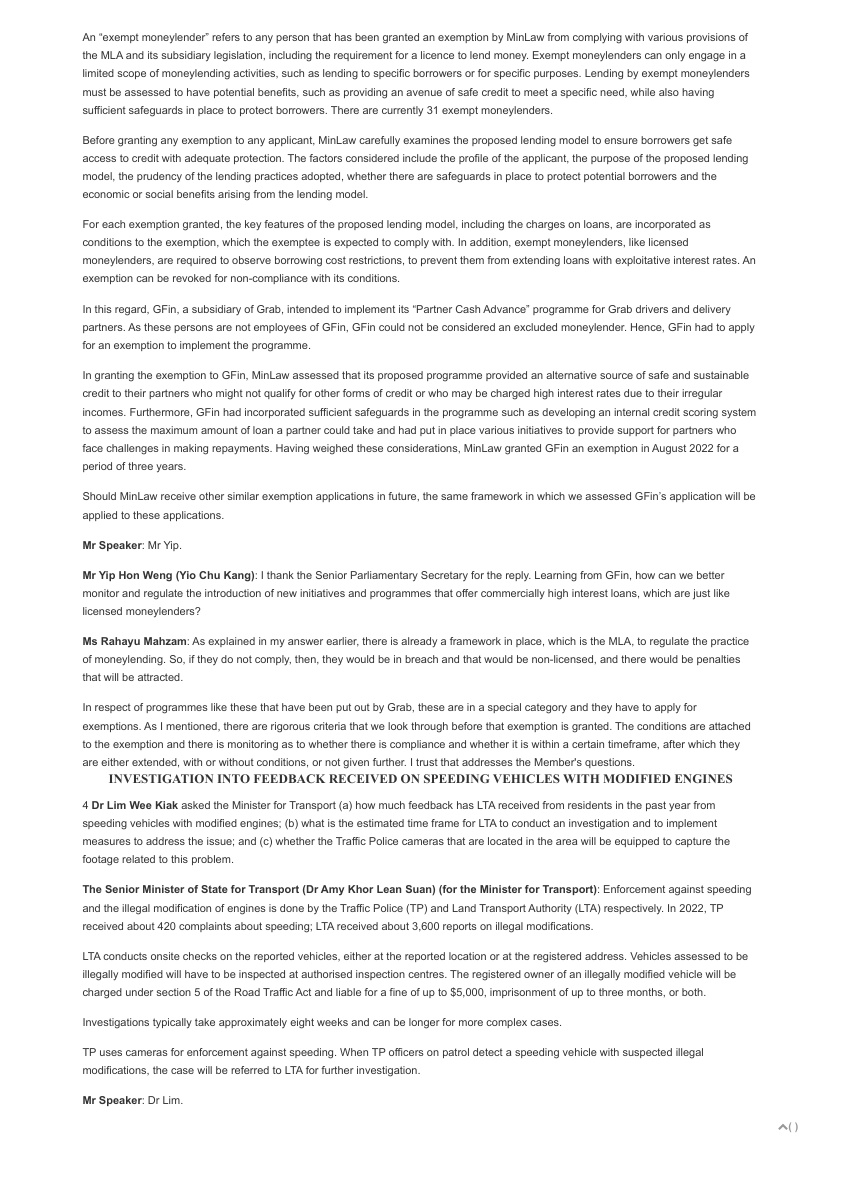 An “exempt moneylender” refers to any person that has been granted an exemption by MinLaw from complying with various provisions of
the MLA and its subsidiary legislation, including the requirement for a licence to lend money. Exempt moneylenders can only engage in a
limited scope of moneylending activities, such as lending to specific borrowers or for specific purposes. Lending by exempt moneylenders
must be assessed to have potential benefits, such as providing an avenue of safe credit to meet a specific need, while also having
sufficient safeguards in place to protect borrowers. There are currently 31 exempt moneylenders.
Before granting any exemption to any applicant, MinLaw carefully examines the proposed lending model to ensure borrowers get safe
access to credit with adequate protection. The factors considered include the profile of the applicant, the purpose of the proposed lending
model, the prudency of the lending practices adopted, whether there are safeguards in place to protect potential borrowers and the
economic or social benefits arising from the lending model.
For each exemption granted, the key features of the proposed lending model, including the charges on loans, are incorporated as
conditions to the exemption, which the exemptee is expected to comply with. In addition, exempt moneylenders, like licensed
moneylenders, are required to observe borrowing cost restrictions, to prevent them from extending loans with exploitative interest rates. An
exemption can be revoked for non-compliance with its conditions.
In this regard, GFin, a subsidiary of Grab, intended to implement its “Partner Cash Advance” programme for Grab drivers and delivery
partners. As these persons are not employees of GFin, GFin could not be considered an excluded moneylender. Hence, GFin had to apply
for an exemption to implement the programme.
In granting the exemption to GFin, MinLaw assessed that its proposed programme provided an alternative source of safe and sustainable
credit to their partners who might not qualify for other forms of credit or who may be charged high interest rates due to their irregular
incomes. Furthermore, GFin had incorporated sufficient safeguards in the programme such as developing an internal credit scoring system
to assess the maximum amount of loan a partner could take and had put in place various initiatives to provide support for partners who
face challenges in making repayments. Having weighed these considerations, MinLaw granted GFin an exemption in August 2022 for a
period of three years.
Should MinLaw receive other similar exemption applications in future, the same framework in which we assessed GFin’s application will be
applied to these applications.
Mr Speaker: Mr Yip.
Mr Yip Hon Weng (Yio Chu Kang): I thank the Senior Parliamentary Secretary for the reply. Learning from GFin, how can we better
monitor and regulate the introduction of new initiatives and programmes that offer commercially high interest loans, which are just like
licensed moneylenders?
Ms Rahayu Mahzam: As explained in my answer earlier, there is already a framework in place, which is the MLA, to regulate the practice
of moneylending. So, if they do not comply, then, they would be in breach and that would be non-licensed, and there would be penalties
that will be attracted.
In respect of programmes like these that have been put out by Grab, these are in a special category and they have to apply for
exemptions. As I mentioned, there are rigorous criteria that we look through before that exemption is granted. The conditions are attached
to the exemption and there is monitoring as to whether there is compliance and whether it is within a certain timeframe, after which they
are either extended, with or without conditions, or not given further. I trust that addresses the Member's questions.
INVESTIGATION INTO FEEDBACK RECEIVED ON SPEEDING VEHICLES WITH MODIFIED ENGINES
4 Dr Lim Wee Kiak asked the Minister for Transport (a) how much feedback has LTA received from residents in the past year from
speeding vehicles with modified engines; (b) what is the estimated time frame for LTA to conduct an investigation and to implement
measures to address the issue; and (c) whether the Traffic Police cameras that are located in the area will be equipped to capture the
footage related to this problem.
The Senior Minister of State for Transport (Dr Amy Khor Lean Suan) (for the Minister for Transport): Enforcement against speeding
and the illegal modification of engines is done by the Traffic Police (TP) and Land Transport Authority (LTA) respectively. In 2022, TP
received about 420 complaints about speeding; LTA received about 3,600 reports on illegal modifications.
LTA conducts onsite checks on the reported vehicles, either at the reported location or at the registered address. Vehicles assessed to be
illegally modified will have to be inspected at authorised inspection centres. The registered owner of an illegally modified vehicle will be
charged under section 5 of the Road Traffic Act and liable for a fine of up to $5,000, imprisonment of up to three months, or both.
Investigations typically take approximately eight weeks and can be longer for more complex cases.
TP uses cameras for enforcement against speeding. When TP officers on patrol detect a speeding vehicle with suspected illegal
modifications, the case will be referred to LTA for further investigation.
Mr Speaker: Dr Lim.
( )